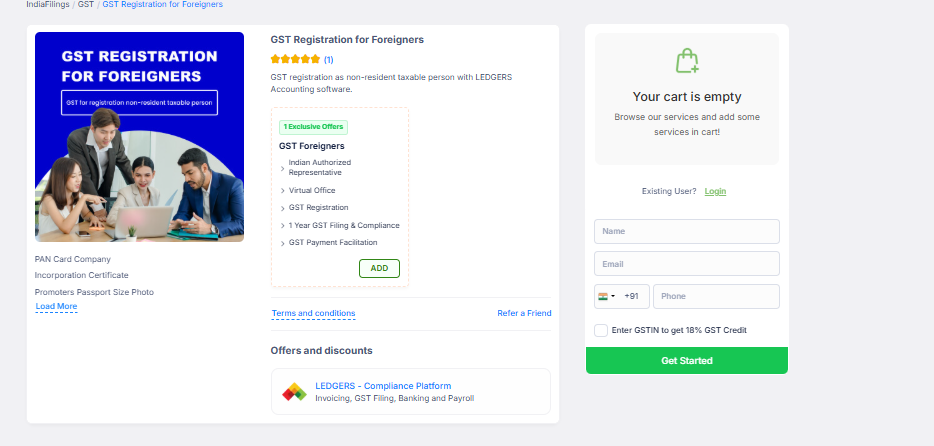 IndiaFilings / GST / GST Registration for Foreigners
GST REGISTRATION
FOR FOREIGNERS
GST for registration non-resident taxable person
PAN Card Company
Incorporation Certificate
Promoters Passport Size Photo
Load More
GST Registration for Foreigners
(1)
GST registration as non-resident taxable person with LEDGERS
Accounting software.
1 Exclusive Offers
GST Foreigners
Indian Authorized
Representative
Virtual Office
GST Registration
1 Year GST Filing & Compliance
GST Payment Facilitation
ADD
Terms and conditions
Refer a Friend
Offers and discounts
LEDGERS - Compliance Platform
Invoicing, GST Filing, Banking and Payroll
Your cart is empty
Browse our services and add some
services in cart!
Existing User? Login
Name
Email
+91
Phone
Enter GSTIN to get 18% GST Credit
Get Started